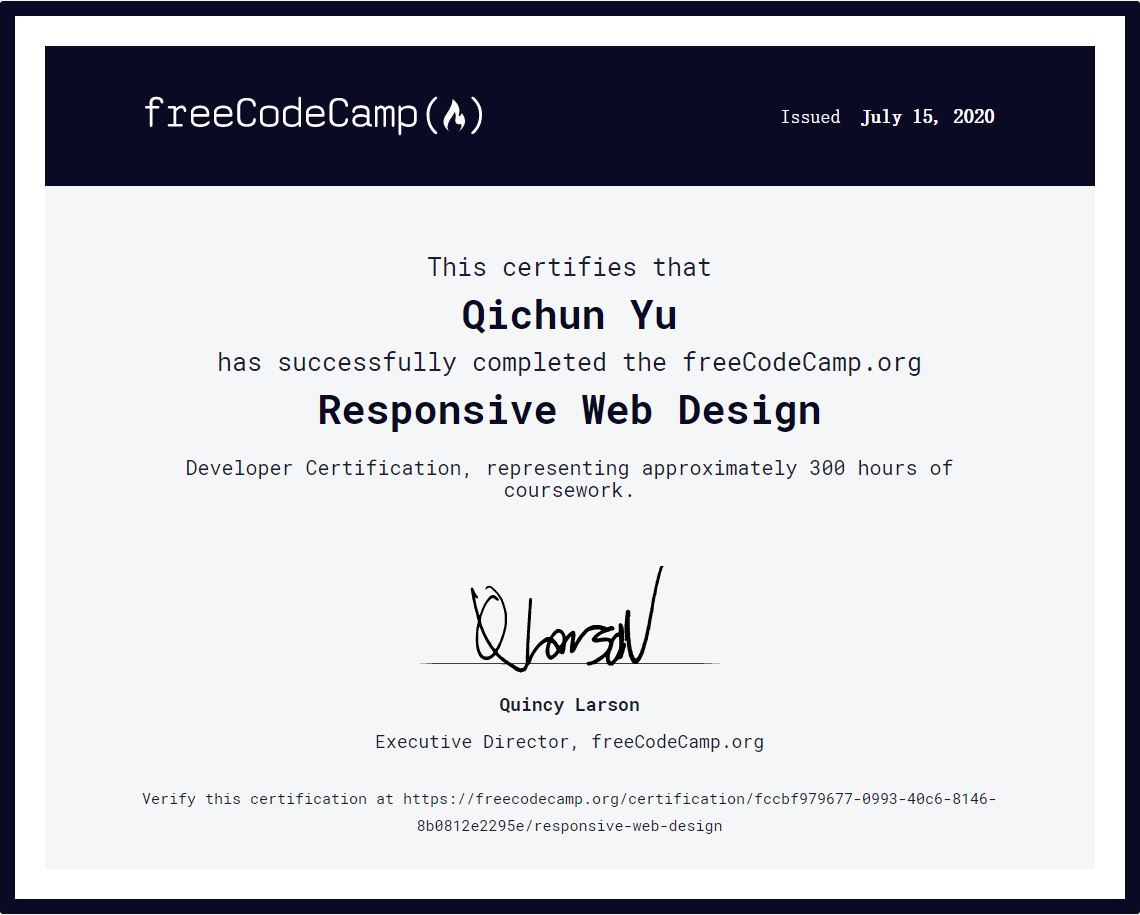 freeCodeCamp(🔥)
Issued July 15, 2020
This certifies that
Qichun Yu
has successfully completed the freeCodeCamp.org
Responsive Web Design
Developer Certification, representing approximately 300 hours of
coursework.
Q Larson
Quincy Larson
Executive Director, freeCodeCamp.org
Verify this certification at https://freecodecamp.org/certification/fccbf979677-0993-40c6-8146-
8b0812e2295e/responsive-web-design